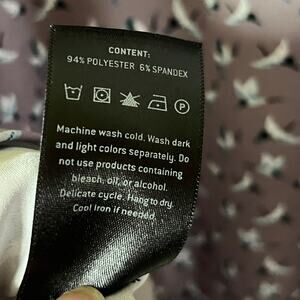 CONTENT:
94% POLYESTER 6% SPANDEX
P
Machine wash cold. Wash dark
and light colors separately. Do
not use products containing
bleach, oil, or alcohol.
Delicate cycle. Hang to dry.
Cool Iron if needed.